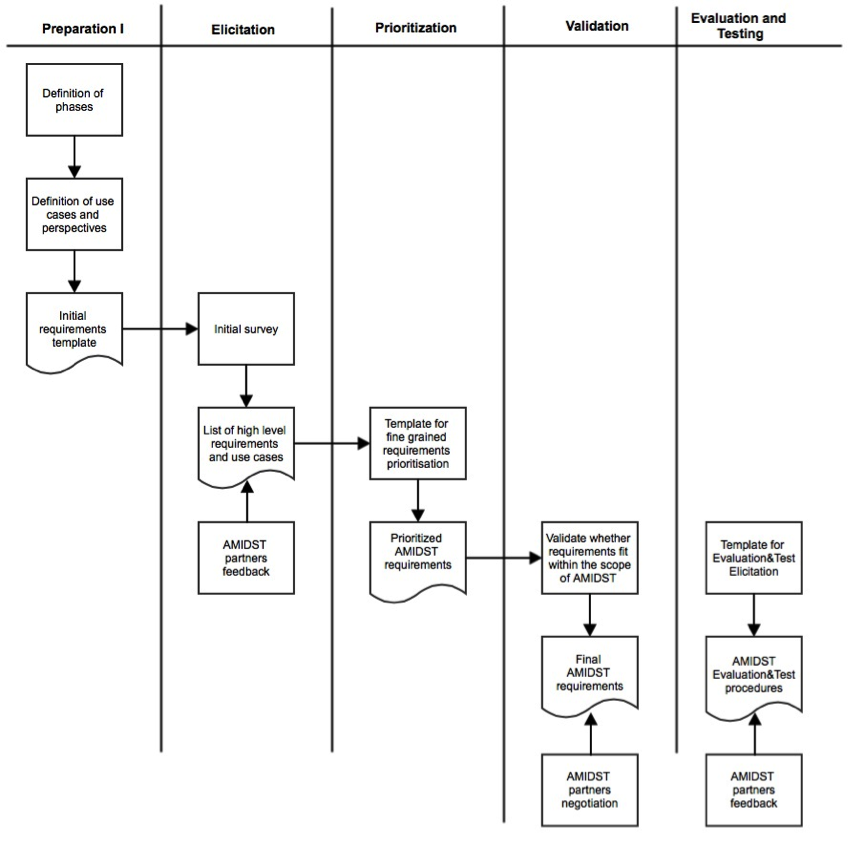 Preparation I
Elicitation
Prioritization
Validation
Evaluation and
Testing
Definition of
phases
Definition of use
cases and
perspectives
Initial
requirements
template
Initial survey
List of high level
requirements
and use cases
AMIDST
partners
feedback
Template for
fine grained
requirements
prioritisation
Prioritized
AMIDST
requirements
Validate whether
requirements fit
within the scope
of AMIDST
Final
AMIDST
requirements
AMIDST
partners
negotiation
Template for
Evaluation&Test
Elicitation
AMIDST
Evaluation&Test
procedures
AMIDST
partners
feedback